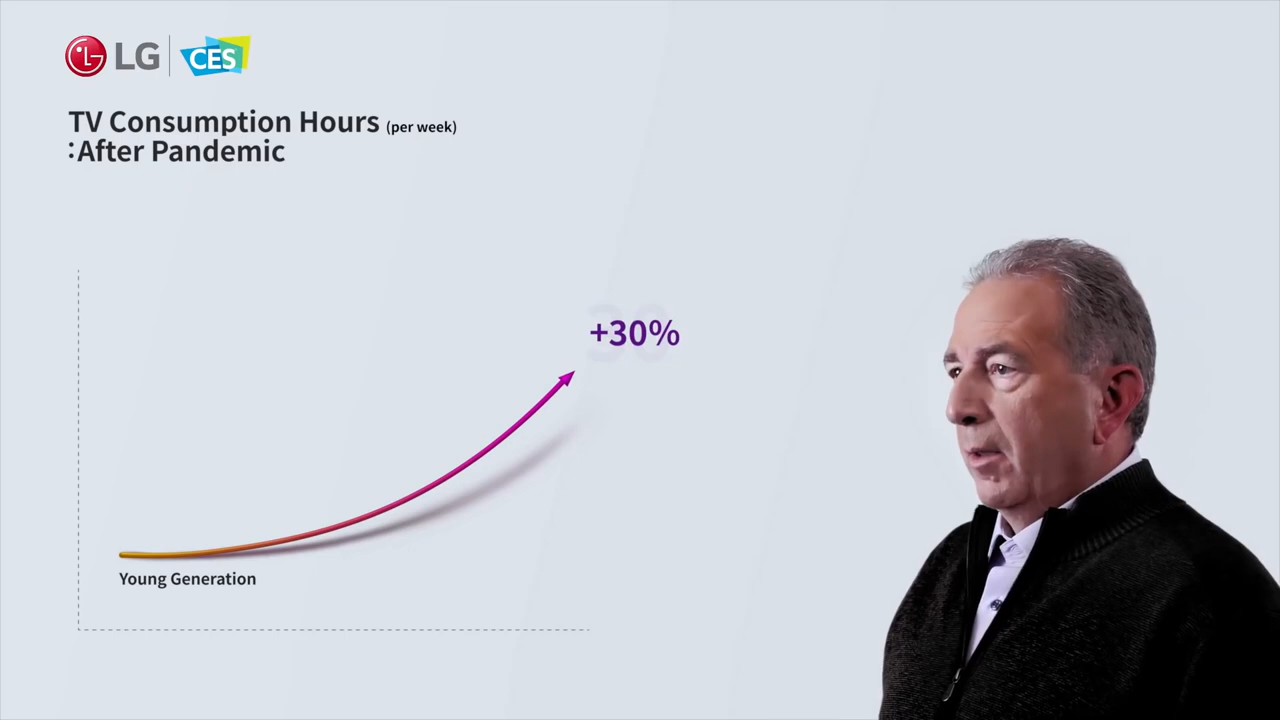 LG CES
TV Consumption Hours (per week)
:After Pandemic
+30%
Young Generation